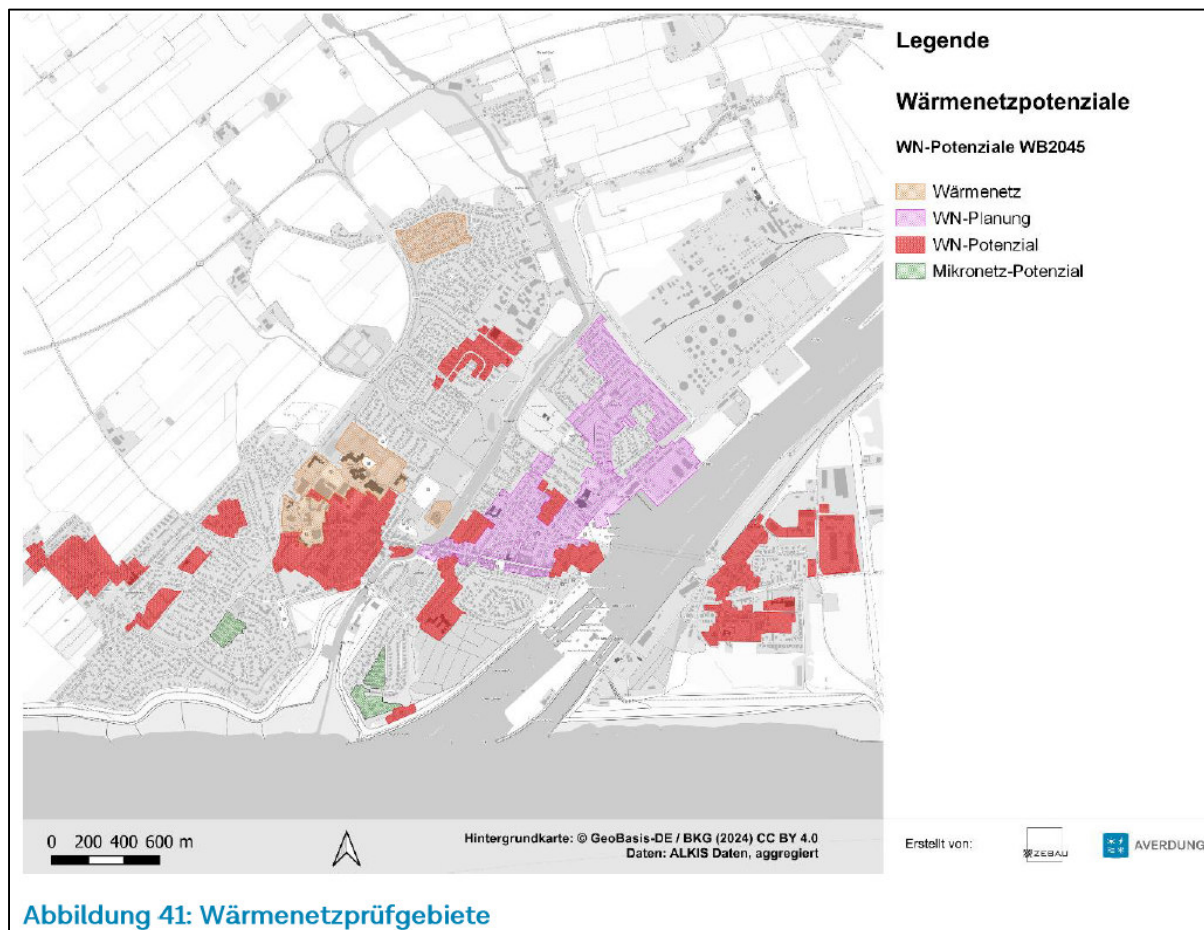 Legende
Wärmenetzpotenziale
WN-Potenziale WB2045
Wärmenetz
WN-Planung
WN-Potenzial
Mikronetz-Potenzial
0 200 400 600 m
Hintergrundkarte: © GeoBasis-DE / BKG (2024) CC BY 4.0
Daten: ALKIS Daten, aggregiert
Erstellt von:
ZEBAU
AVERDUNG
Abbildung 41: Wärmenetzprüfgebiete